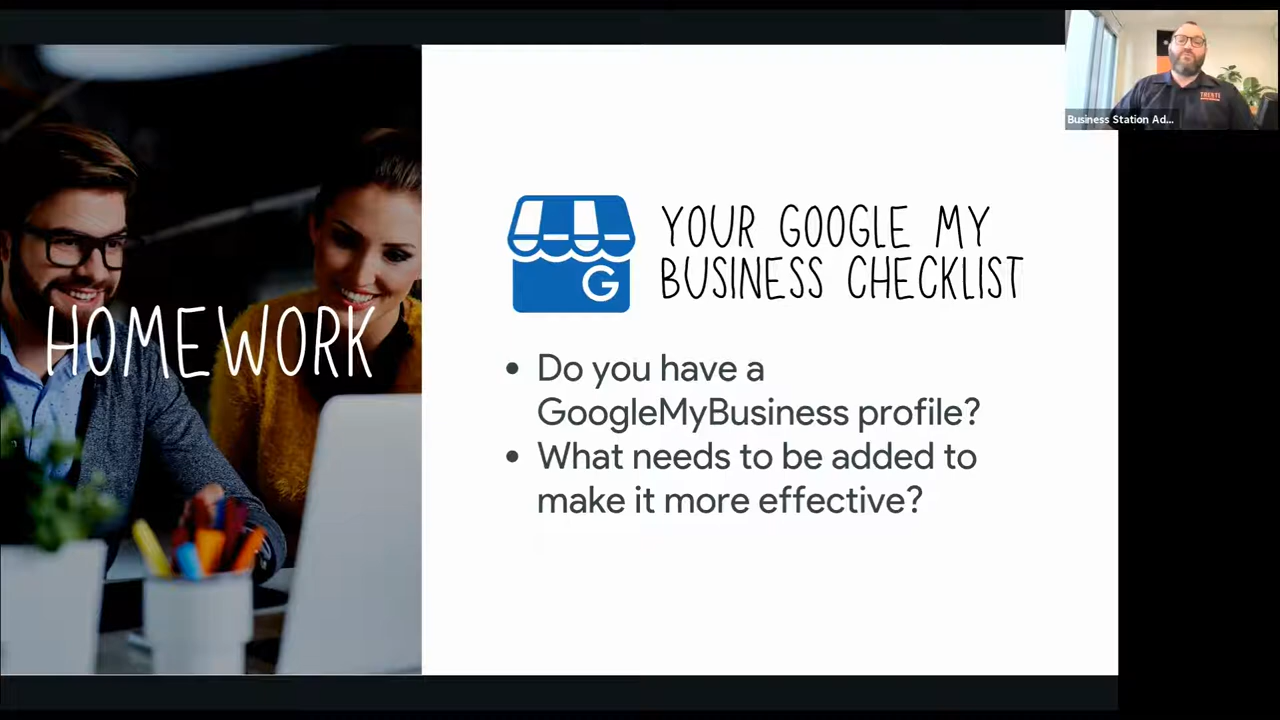 Business Station Ad...
HOMEWORK
G
YOUR GOOGLE MY
BUSINESS CHECKLIST
• Do you have a
GoogleMyBusiness profile?
• What needs to be added to
make it more effective?